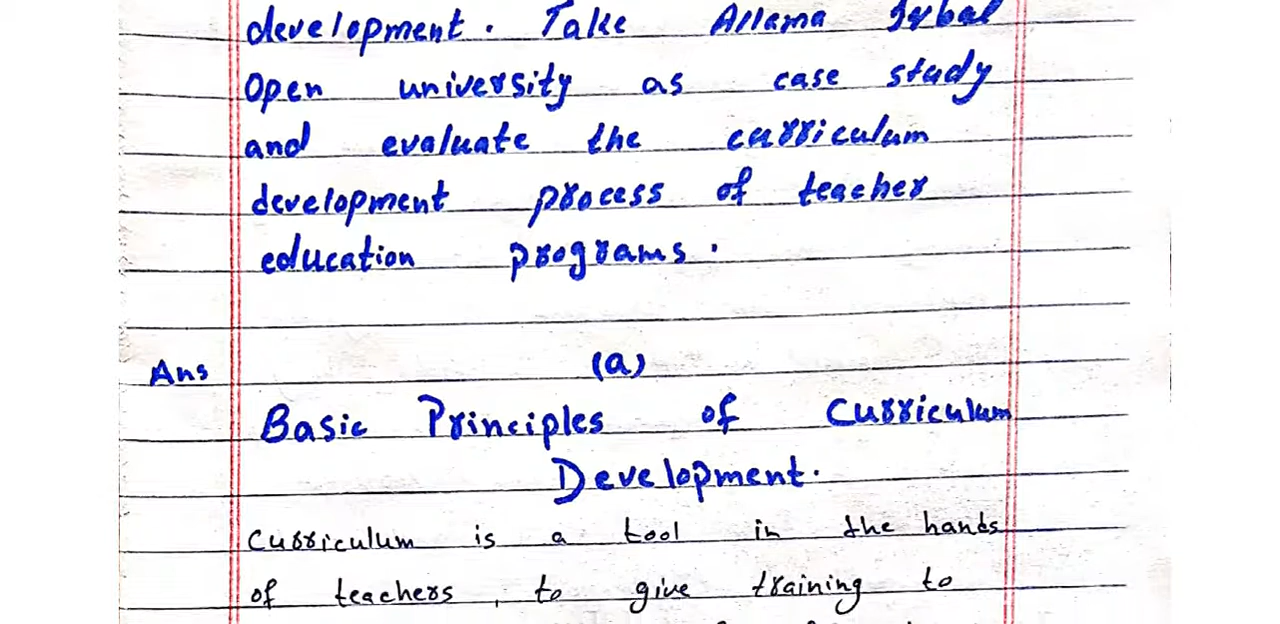 development. Take Allama Iqbal
Open university as case study
and evaluate the curriculum
development process of teacher
education programs.
Ans (a)
Basic Principles of Curriculum
Development.
Curriculum is a tool in the hands
of teachers, to give training to